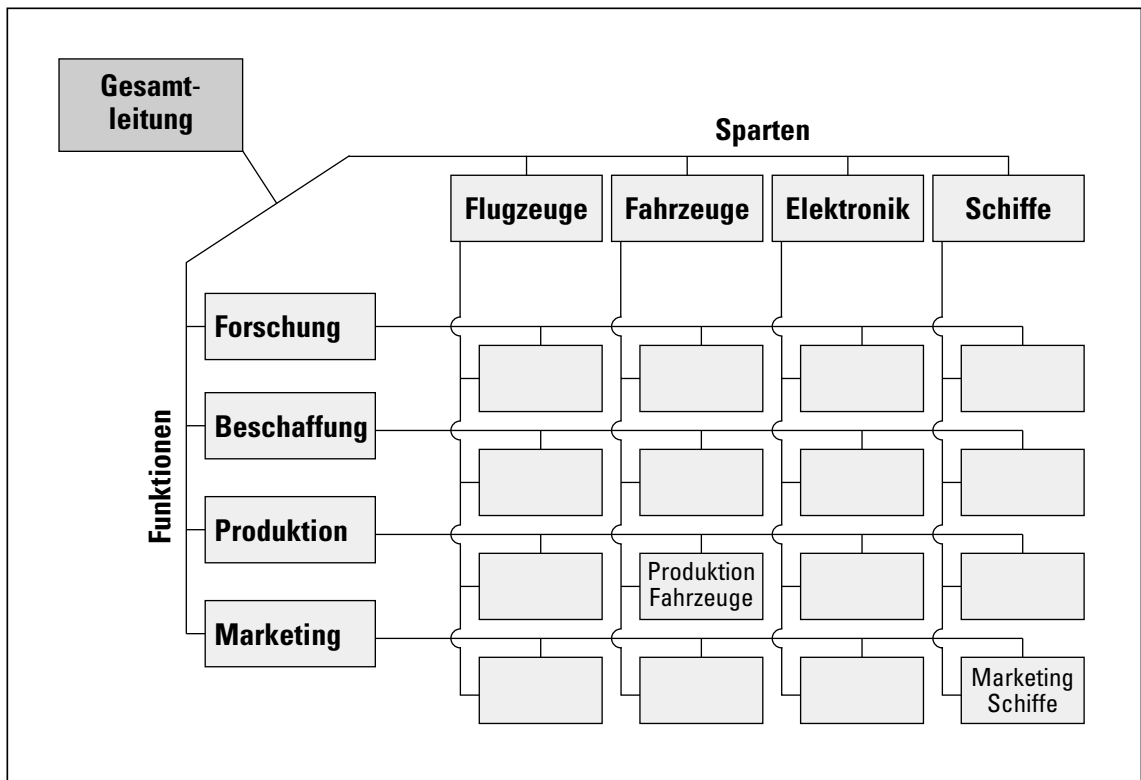 Gesamt-
leitung
Sparten
Flugzeuge
Fahrzeuge
Elektronik
Schiffe
Funktionen
Forschung
Beschaffung
Produktion
Produktion
Fahrzeuge
Marketing
Marketing
Schiffe